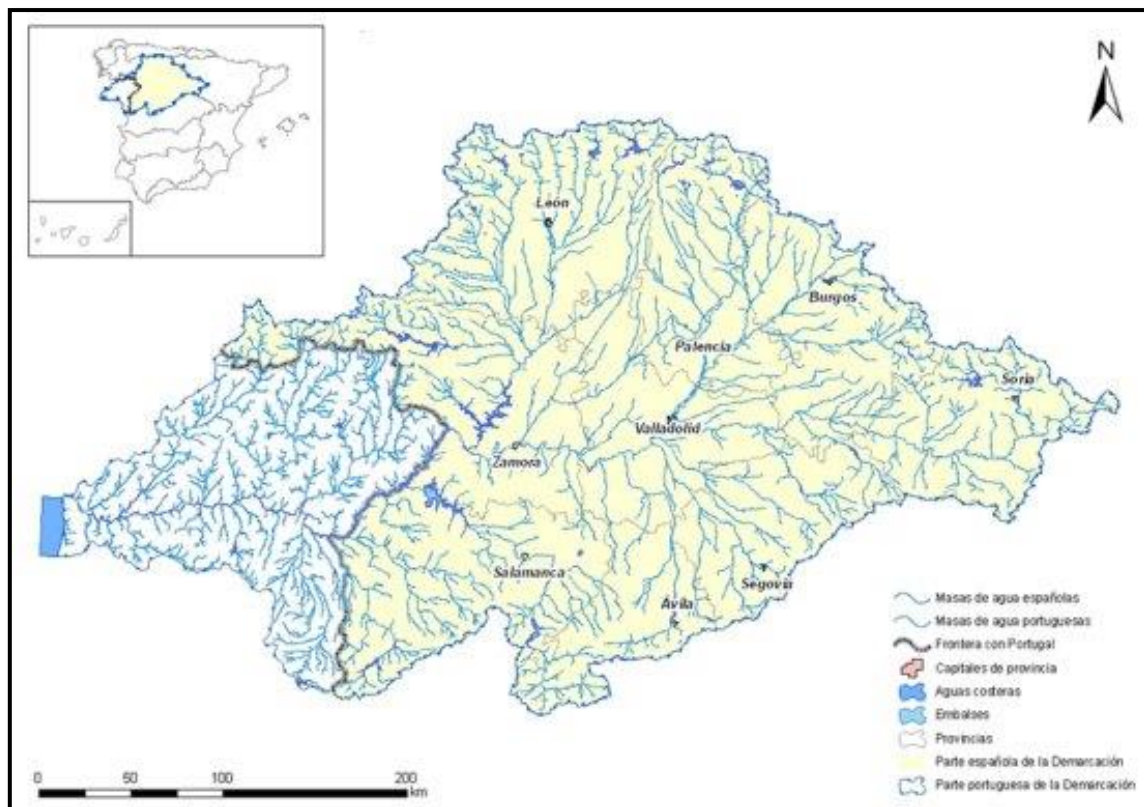 N
León
Burgos
Palencia
Soria
Valladolid
Zamora
Salamanca
Segovia
Ávila
Masas de agua españolas
Masas de agua portuguesas
Frontera con Portugal
Capitales de provincia
Aguas costeras
Embalses
Provincias
Parte española de la Demarcación
Parte portuguesa de la Demarcación
0 50 100 200
km